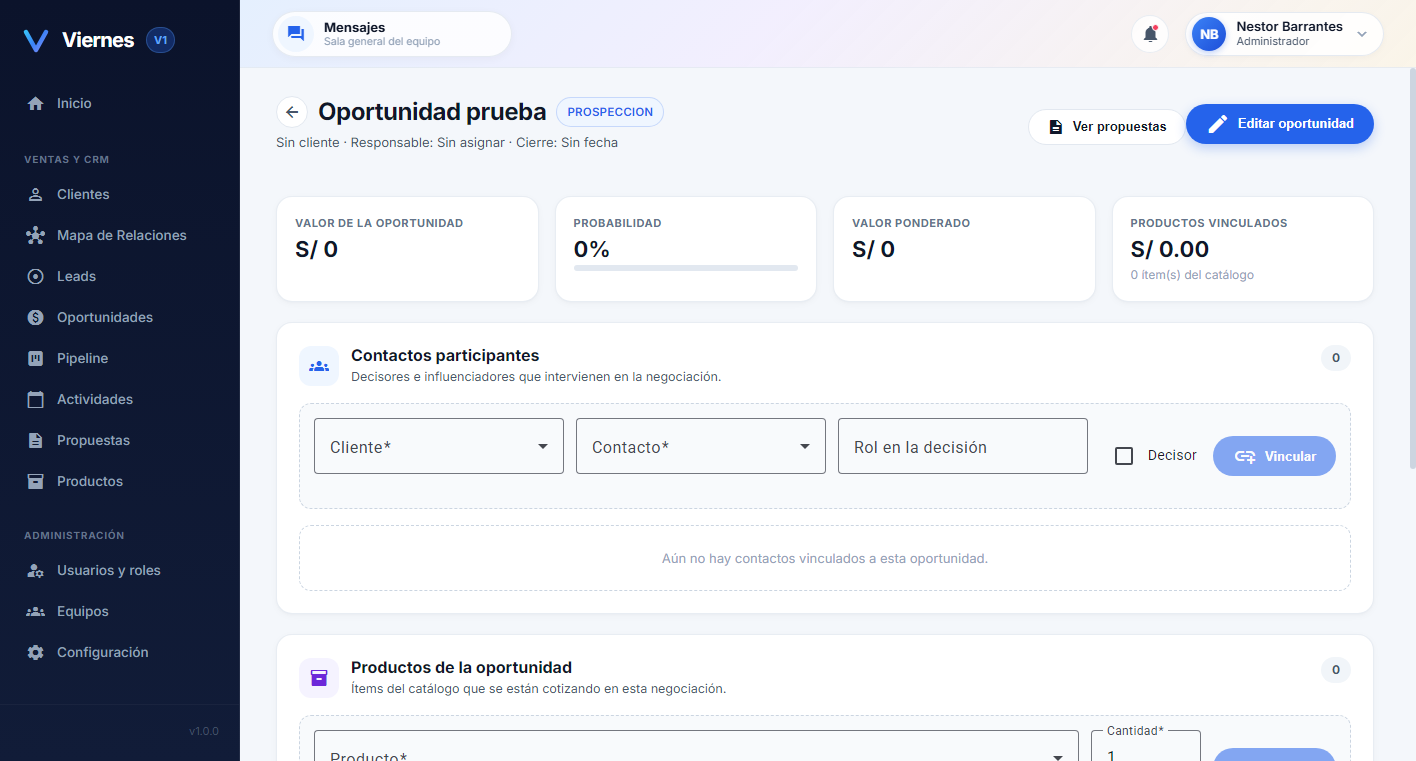 Viernes V1
Mensajes
Sala general del equipo
NB
Nestor Barrantes
Administrador
Inicio
VENTAS Y CRM
Clientes
Mapa de Relaciones
Leads
Oportunidades
Pipeline
Actividades
Propuestas
Productos
ADMINISTRACIÓN
Usuarios y roles
Equipos
Configuración
v1.0.0
Oportunidad prueba PROSPECCION
Sin cliente · Responsable: Sin asignar · Cierre: Sin fecha
Ver propuestas
Editar oportunidad
VALOR DE LA OPORTUNIDAD
S/ 0
PROBABILIDAD
0%
VALOR PONDERADO
S/ 0
PRODUCTOS VINCULADOS
S/ 0.00
0 ítem(s) del catálogo
Contactos participantes
Decisores e influenciadores que intervienen en la negociación.
0
Cliente*
Contacto*
Rol en la decisión
Decisor
Vincular
Aún no hay contactos vinculados a esta oportunidad.
Productos de la oportunidad
Ítems del catálogo que se están cotizando en esta negociación.
0
Producto*
Cantidad*
1